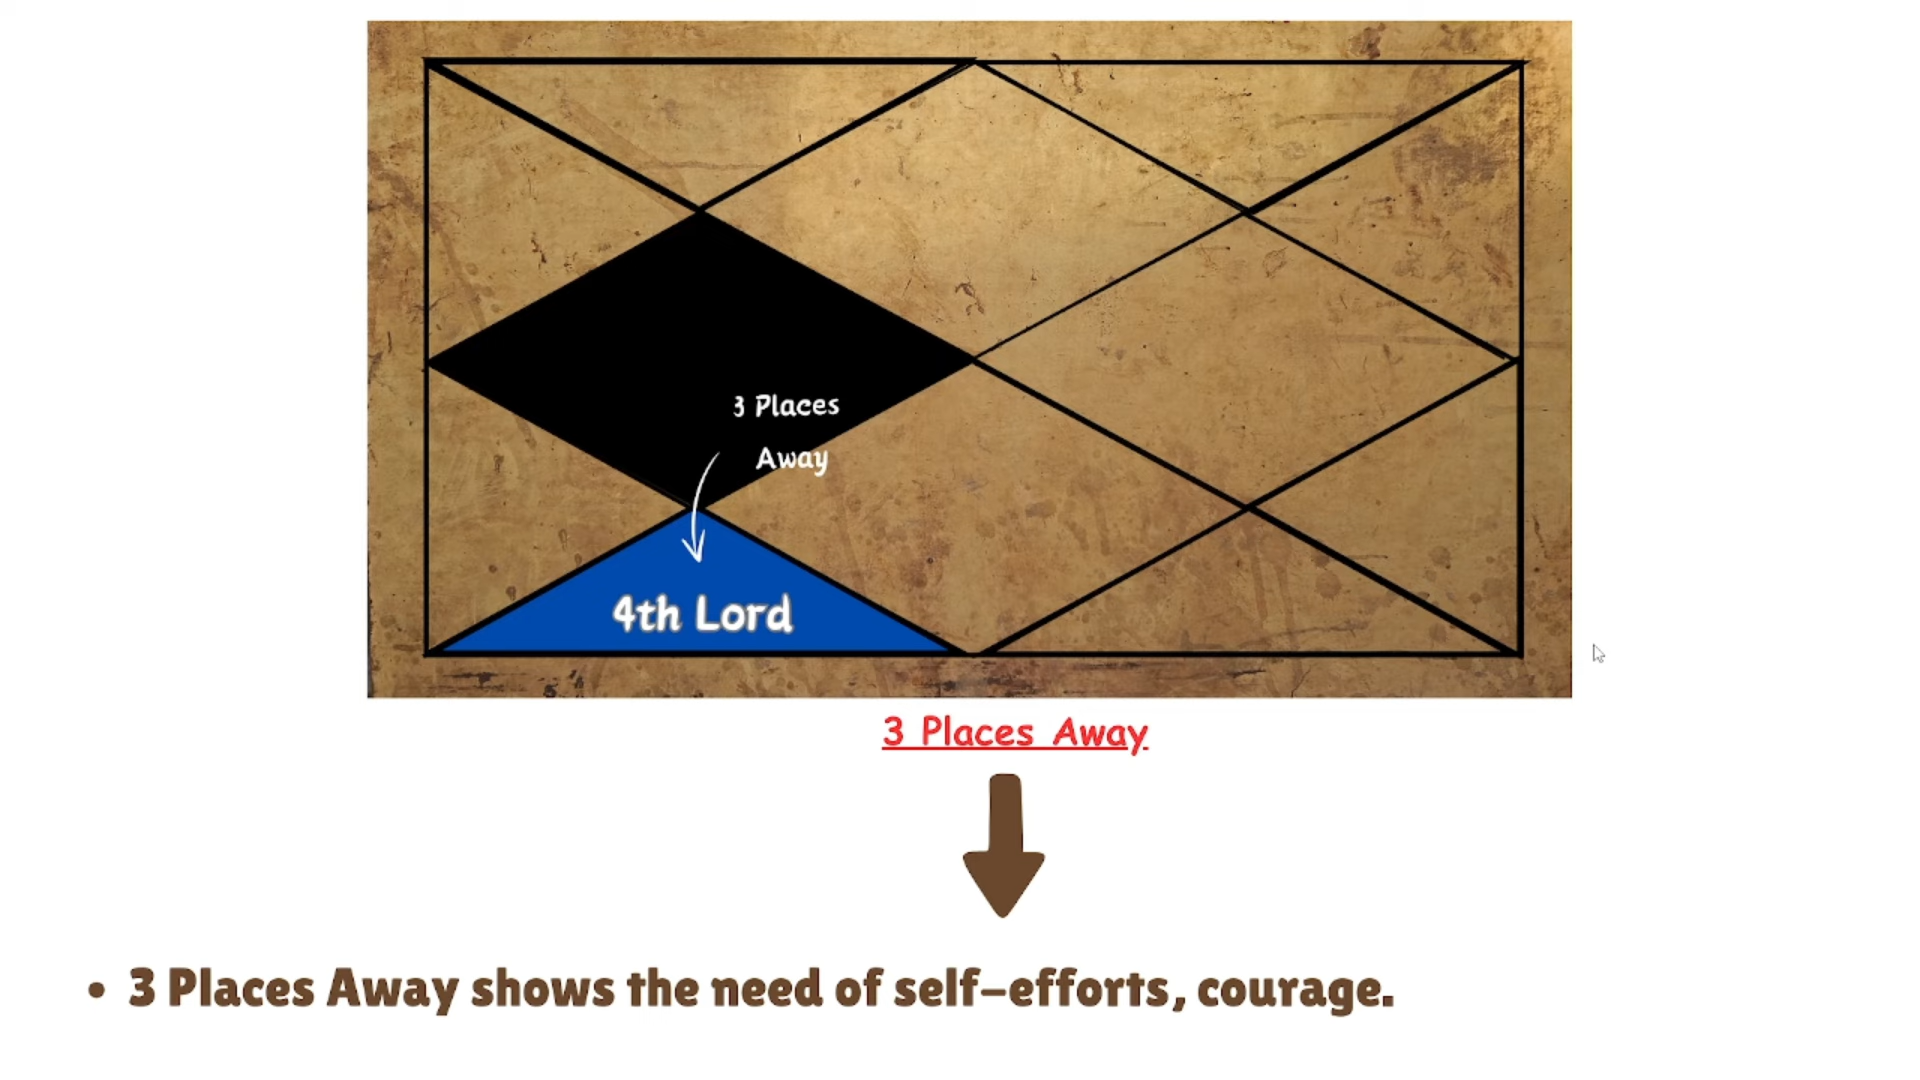 3 Places
Away
4th Lord
3 Places Away
• 3 Places Away shows the need of self-efforts, courage.